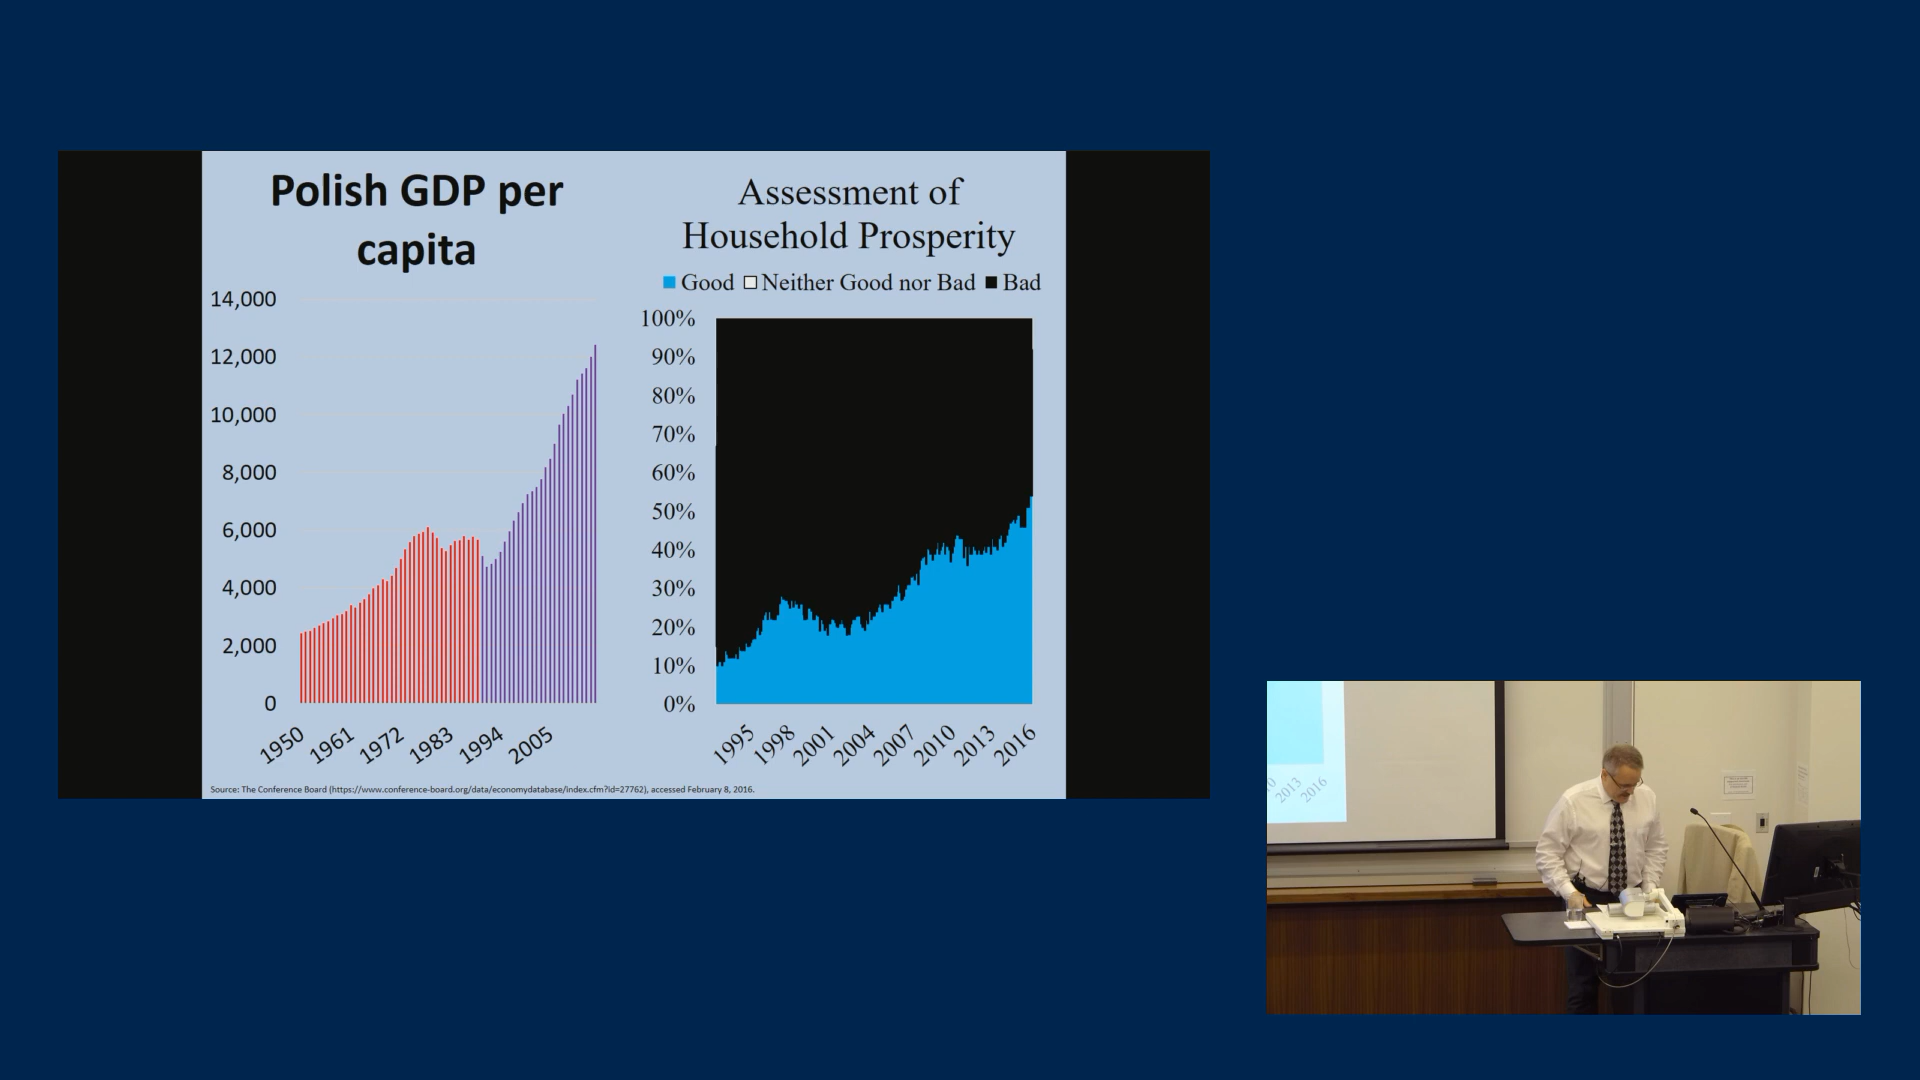 Polish GDP per
capita
14,000
12,000
10,000
8,000
6,000
4,000
2,000
0
1950 1961 1972 1983 1994 2005
Assessment of
Household Prosperity
Good Neither Good nor Bad Bad
100%
90%
80%
70%
60%
50%
40%
30%
20%
10%
0%
1995 1998 2001 2004 2007 2010 2013 2016
Source: The Conference Board (https://www.conference-board.org/data/economydatabase/index.cfm?id=27762), accessed February 8, 2016.
2013 2016